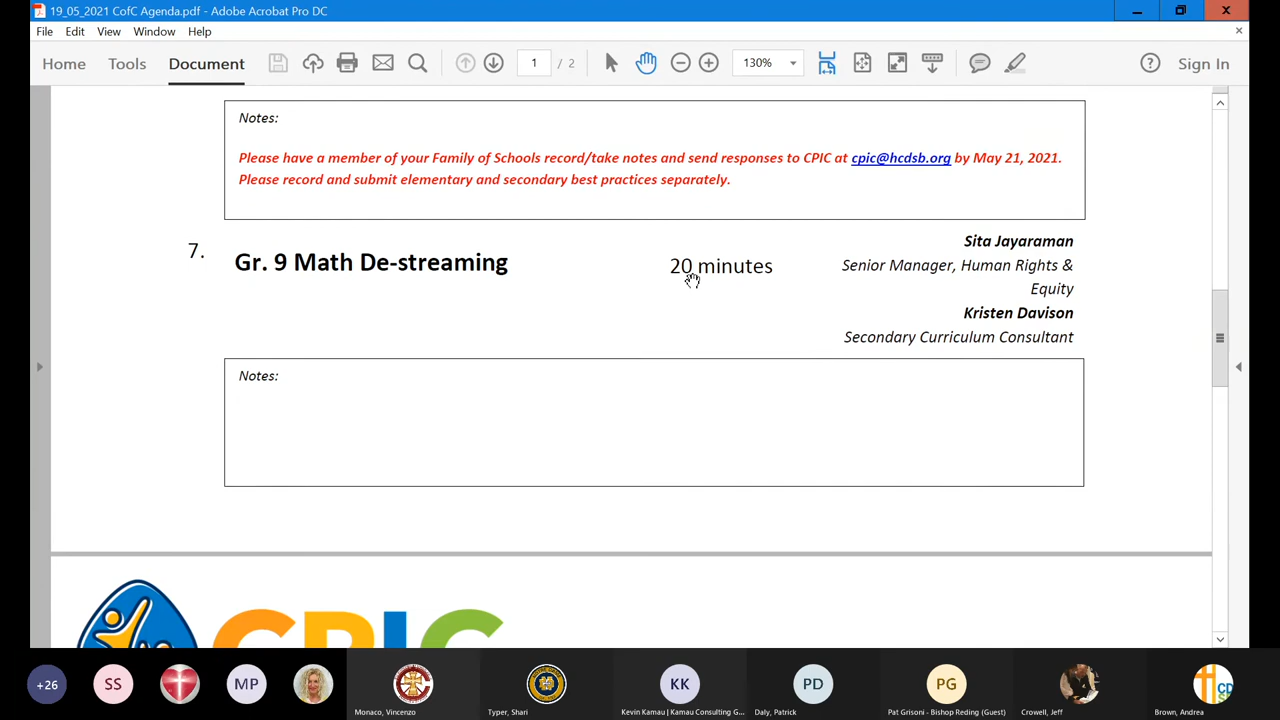 19_05_2021 CofC Agenda.pdf - Adobe Acrobat Pro DC
File Edit View Window Help
Home Tools Document 1 / 2 130% Sign In
Notes:
Please have a member of your Family of Schools record/take notes and send responses to CPIC at cpic@hcdsb.org by May 21, 2021.
Please record and submit elementary and secondary best practices separately.
7. Gr. 9 Math De-streaming 20 minutes
Sita Jayaraman
Senior Manager, Human Rights &
Equity
Kristen Davison
Secondary Curriculum Consultant
Notes:
CPIC
+26 SS MP KK PD PG
Monaco, Vincenzo
Typer, Shari
Kevin Kamau | Kamau Consulting G...
Daly, Patrick
Pat Grisoni - Bishop Reding (Guest)
Crowell, Jeff
Brown, Andrea